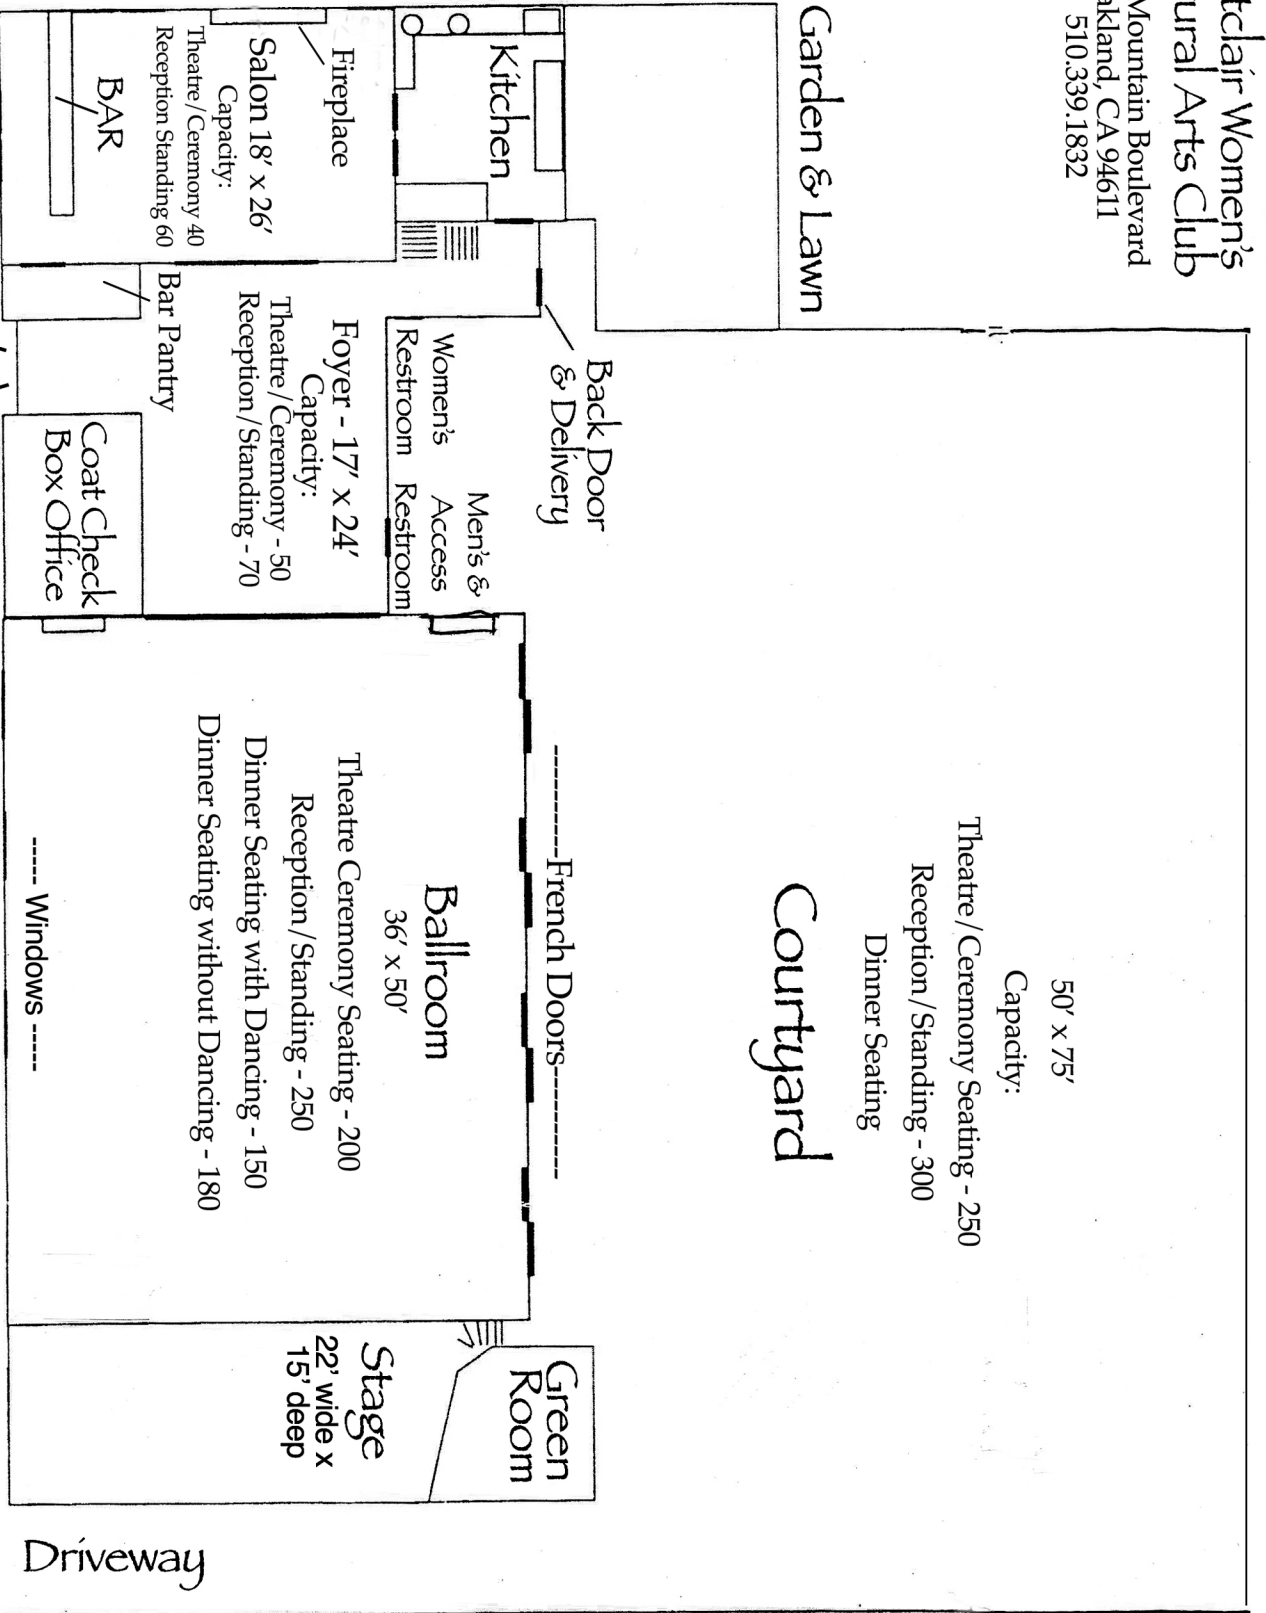 tclair Women's
ural Arts Club
Mountain Boulevard
akland, CA 94611
510.339.1832
Garden & Lawn
50' x 75'
Capacity:
Theatre/Ceremony Seating - 250
Reception/Standing - 300
Dinner Seating
Courtyard
Kitchen
Fireplace
Salon 18' x 26'
Capacity:
Theatre/Ceremony 40
Reception Standing 60
BAR
Back Door
& Delivery
Women's
Restroom
Men's &
Access
Restroom
Foyer - 17' x 24'
Capacity:
Theatre/Ceremony - 50
Reception/Standing - 70
Bar Pantry
Coat Check
Box Office
----------French Doors----------
Ballroom
36' x 50'
Theatre Ceremony Seating - 200
Reception/Standing - 250
Dinner Seating with Dancing - 150
Dinner Seating without Dancing - 180
------ Windows ------
Green
Room
Stage
22' wide x
15' deep
Driveway